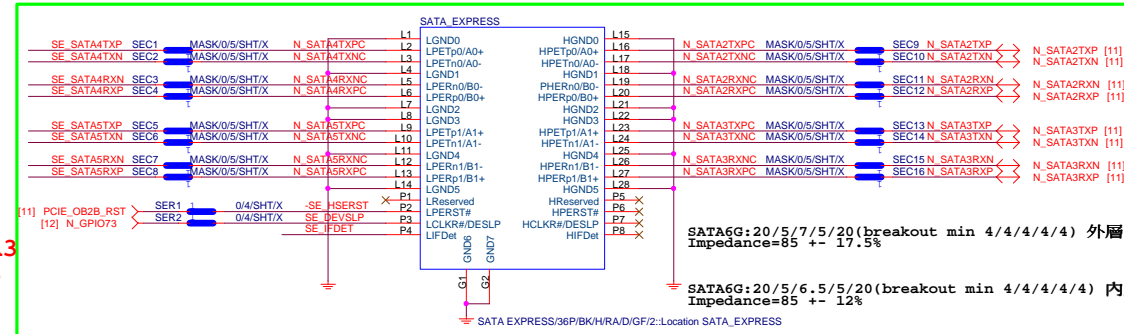 SATA_EXPRESS
SE_SATA4TXP SEC1 MASK/0/5/SHT/X N_SATA4TXPC L1 LGND0 HGND0 L15
SE_SATA4TXN SEC2 MASK/0/5/SHT/X N_SATA4TXNC L2 LPETp0/A0+ HPETp0/A0+ L16 N_SATA2TXPC MASK/0/5/SHT/X SEC9 N_SATA2TXP N_SATA2TXP [11]
L3 LPETn0/A0- HPETn0/A0- L17 N_SATA2TXNC MASK/0/5/SHT/X SEC10 N_SATA2TXN N_SATA2TXN [11]
L4 LGND1 HGND1 L18
SE_SATA4RXN SEC3 MASK/0/5/SHT/X N_SATA4RXNC L5 LPERn0/B0- PHERn0/B0- L19 N_SATA2RXNC MASK/0/5/SHT/X SEC11 N_SATA2RXN N_SATA2RXN [11]
SE_SATA4RXP SEC4 MASK/0/5/SHT/X N_SATA4RXPC L6 LPERp0/B0+ HPERp0/B0+ L20 N_SATA2RXPC MASK/0/5/SHT/X SEC12 N_SATA2RXP N_SATA2RXP [11]
L7 LGND2 HGND2 L21
L8 LGND3 HGND3 L22
SE_SATA5TXP SEC5 MASK/0/5/SHT/X N_SATA5TXPC L9 LPETp1/A1+ HPETp1/A1+ L23 N_SATA3TXPC MASK/0/5/SHT/X SEC13 N_SATA3TXP N_SATA3TXP [11]
SE_SATA5TXN SEC6 MASK/0/5/SHT/X N_SATA5TXNC L10 LPETn1/A1- HPETn1/A1- L24 N_SATA3TXNC MASK/0/5/SHT/X SEC14 N_SATA3TXN N_SATA3TXN [11]
L11 LGND4 HGND4 L25
SE_SATA5RXN SEC7 MASK/0/5/SHT/X N_SATA5RXNC L12 LPERn1/B1- HPERn1/B1- L26 N_SATA3RXNC MASK/0/5/SHT/X SEC15 N_SATA3RXN N_SATA3RXN [11]
SE_SATA5RXP SEC8 MASK/0/5/SHT/X N_SATA5RXPC L13 LPERp1/B1+ HPERp1/B1+ L27 N_SATA3RXPC MASK/0/5/SHT/X SEC16 N_SATA3RXP N_SATA3RXP [11]
L14 LGND5 HGND5 L28
P1 LReserved HReserved P5
[11] PCIE_OB2B_RST SER1 0/4/SHT/X -SE_HSERST P2 LPERST# HPERST# P6
[12] N_GPIO73 SER2 0/4/SHT/X SE_DEVSLP P3 LCLKR#/DESLP HCLKR#/DESLP P7
SE_IFDET P4 LIFDet HIFDet P8
GND6 GND7
G1 G2
SATA6G:20/5/7/5/20(breakout min 4/4/4/4/4) 外層
Impedance=85 +- 17.5%
SATA6G:20/5/6.5/5/20(breakout min 4/4/4/4/4) 內
Impedance=85 +- 12%
SATA EXPRESS/36P/BK/H/RA/D/GF/2::Location SATA_EXPRESS